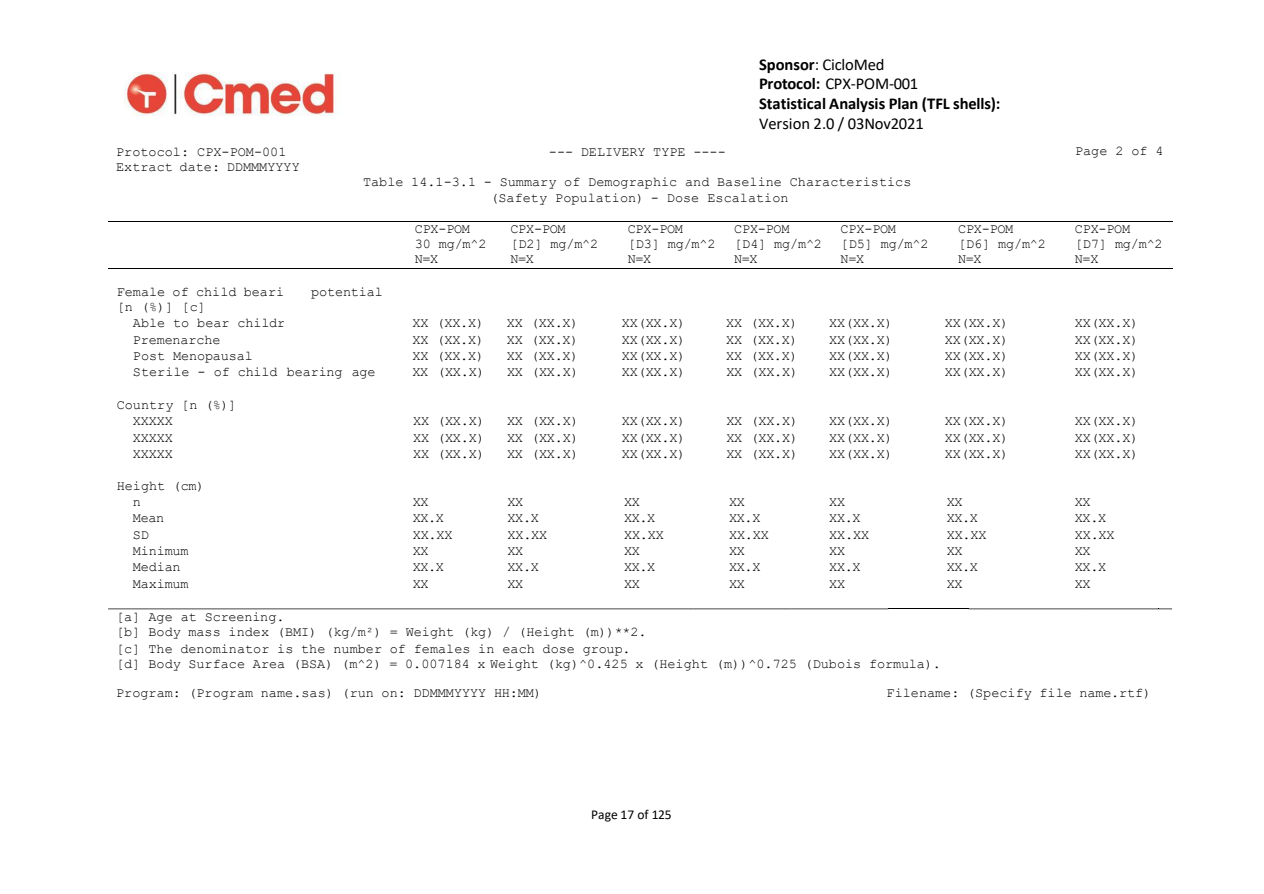 Cmed
Sponsor: CicloMed
Protocol: CPX-POM-001
Statistical Analysis Plan (TFL shells):
Version 2.0 / 03Nov2021
Protocol: CPX-POM-001 --- DELIVERY TYPE ---- Page 2 of 4
Extract date: DDMMMYYYY
Table 14.1-3.1 - Summary of Demographic and Baseline Characteristics
(Safety Population) - Dose Escalation
CPX-POM CPX-POM CPX-POM CPX-POM CPX-POM CPX-POM CPX-POM
30 mg/m^2 [D2] mg/m^2 [D3] mg/m^2 [D4] mg/m^2 [D5] mg/m^2 [D6] mg/m^2 [D7] mg/m^2
N=X N=X N=X N=X N=X N=X N=X
Female of child beari potential
[n (%)] [c]
Able to bear childr XX (XX.X) XX (XX.X) XX(XX.X) XX (XX.X) XX(XX.X) XX(XX.X) XX(XX.X)
Premenarche XX (XX.X) XX (XX.X) XX(XX.X) XX (XX.X) XX(XX.X) XX(XX.X) XX(XX.X)
Post Menopausal XX (XX.X) XX (XX.X) XX(XX.X) XX (XX.X) XX(XX.X) XX(XX.X) XX(XX.X)
Sterile - of child bearing age XX (XX.X) XX (XX.X) XX(XX.X) XX (XX.X) XX(XX.X) XX(XX.X) XX(XX.X)
Country [n (%)]
XXXXX XX (XX.X) XX (XX.X) XX(XX.X) XX (XX.X) XX(XX.X) XX(XX.X) XX(XX.X)
XXXXX XX (XX.X) XX (XX.X) XX(XX.X) XX (XX.X) XX(XX.X) XX(XX.X) XX(XX.X)
XXXXX XX (XX.X) XX (XX.X) XX(XX.X) XX (XX.X) XX(XX.X) XX(XX.X) XX(XX.X)
Height (cm)
n XX XX XX XX XX XX XX
Mean XX.X XX.X XX.X XX.X XX.X XX.X XX.X
SD XX.XX XX.XX XX.XX XX.XX XX.XX XX.XX XX.XX
Minimum XX XX XX XX XX XX XX
Median XX.X XX.X XX.X XX.X XX.X XX.X XX.X
Maximum XX XX XX XX XX XX XX
[a] Age at Screening.
[b] Body mass index (BMI) (kg/m²) = Weight (kg) / (Height (m))**2.
[c] The denominator is the number of females in each dose group.
[d] Body Surface Area (BSA) (m^2) = 0.007184 x Weight (kg)^0.425 x (Height (m))^0.725 (Dubois formula).
Program: (Program name.sas) (run on: DDMMMYYYY HH:MM) Filename: (Specify file name.rtf)
Page 17 of 125